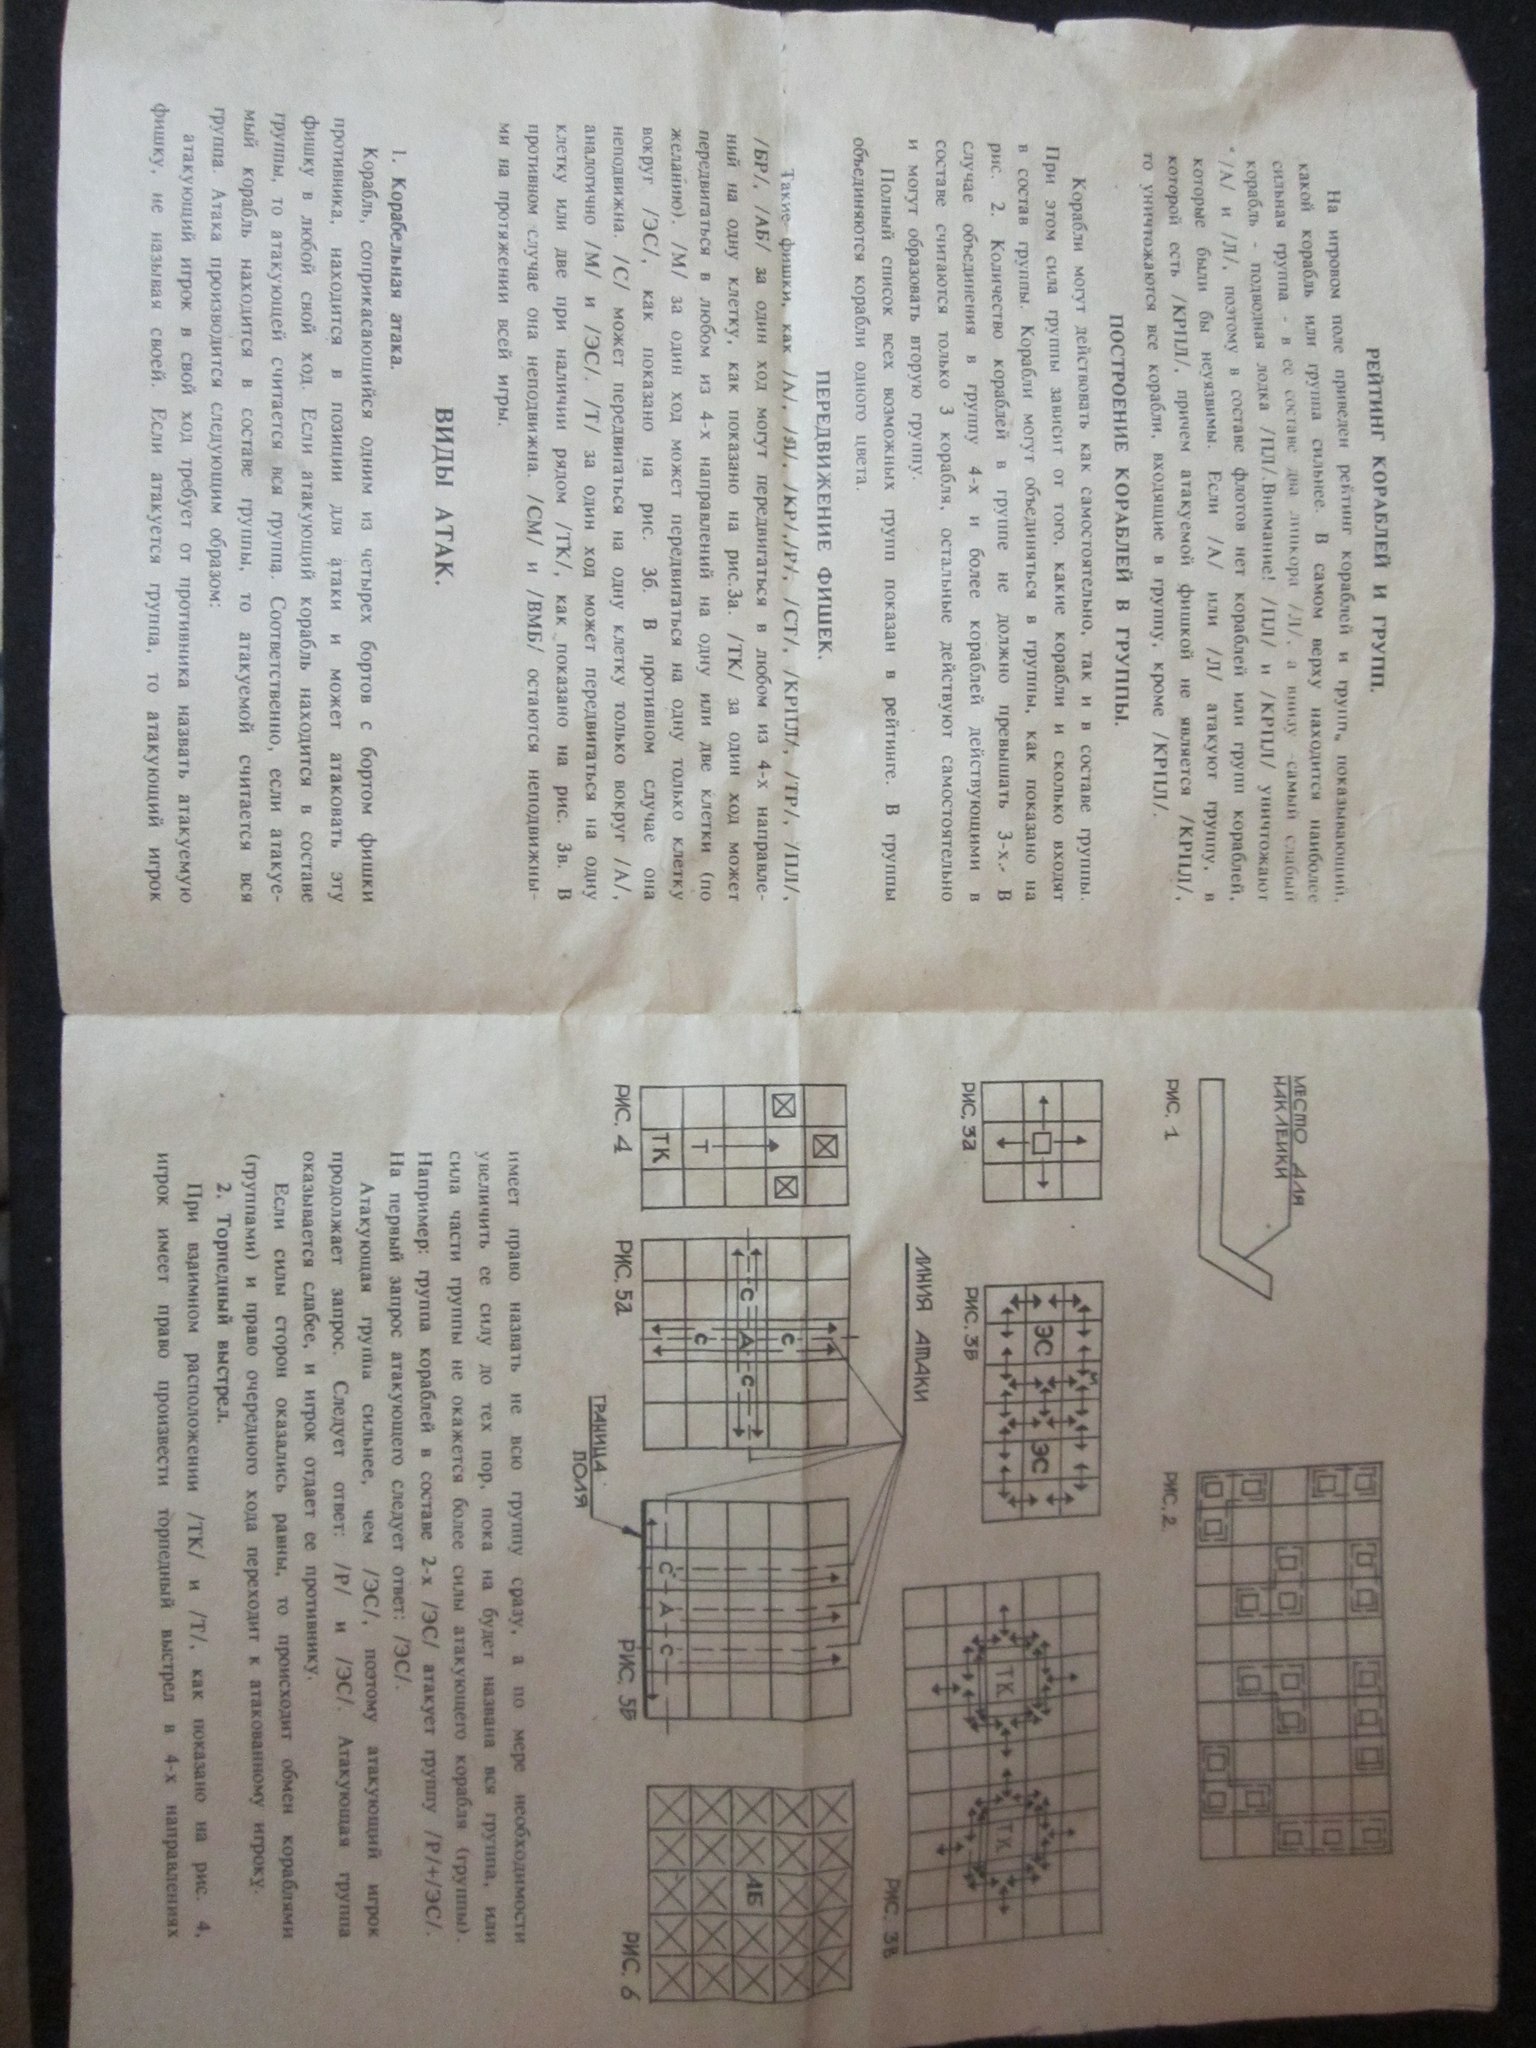 РЕЙТИНГ КОРАБЛЕЙ И ГРУПП.
На игровом поле приведен рейтинг кораблей и групп, показывающий,
какой корабль или группа сильнее. В самом верху находится наиболее
сильная группа - в ее составе два линкора /Л/, а внизу -самый слабый
корабль - подводная лодка /ПЛ/.Внимание! /ПЛ/ и /КРПЛ/ уничтожают
/А/ и /Л/, поэтому в составе флотов нет кораблей или групп кораблей,
которые были бы неуязвимы. Если /А/ или /Л/ атакуют группу, в
которой есть /КРПЛ/, причем атакуемой фишкой не является /КРПЛ/,
то уничтожаются все корабли, входящие в группу, кроме /КРПЛ/.
ПОСТРОЕНИЕ КОРАБЛЕЙ В ГРУППЫ.
Корабли могут действовать как самостоятельно, так и в составе группы.
При этом сила группы зависит от того, какие корабли и сколько входят
в состав группы. Корабли могут объединяться в группы, как показано на
рис. 2. Количество кораблей в группе не должно превышать 3-х. В
случае объединения в группу 4-х и более кораблей действующими в
составе считаются только 3 корабля, остальные действуют самостоятельно
и могут образовать вторую группу.
Полный список всех возможных групп показан в рейтинге. В группы
объединяются корабли одного цвета.
ПЕРЕДВИЖЕНИЕ ФИШЕК.
Такие фишки, как /А/, /Л/, /КР/,/Р/, /СТ/, /КРПЛ/, /ТР/, /ПЛ/,
/БР/, /АБ/ за один ход могут передвигаться в любом из 4-х направле-
ний на одну клетку, как показано на рис.3а. /ТК/ за один ход может
передвигаться в любом из 4-х направлений на одну или две клетки (по
желанию). /М/ за один ход может передвигаться на одну только клетку
вокруг /ЭС/, как показано на рис. 3б. В противном случае она
неподвижна. /С/ может передвигаться на одну клетку только вокруг /А/,
аналогично /М/ и /ЭС/. /Т/ за один ход может передвигаться на одну
клетку или две при наличии рядом /ТК/, как показано на рис. 3в. В
противном случае она неподвижна. /СМ/ и /ВМБ/ остаются неподвижны-
ми на протяжении всей игры.
ВИДЫ АТАК.
1. Корабельная атака.
Корабль, соприкасающийся одним из четырех бортов с бортом фишки
противника, находится в позиции для атаки и может атаковать эту
фишку в любой свой ход. Если атакующий корабль находится в составе
группы, то атакующей считается вся группа. Соответственно, если атакуе-
мый корабль находится в составе группы, то атакуемой считается вся
группа. Атака производится следующим образом:
атакующий игрок в свой ход требует от противника назвать атакуемую
фишку, не называя своей. Если атакуется группа, то атакующий игрок
МЕСТО ДЛЯ
НАКЛЕЙКИ
РИС. 1
РИС. 2.
РИС. 3а
М
ЭС ЭС
РИС. 3В
ТК ТК
РИС. 3в
ЛИНИЯ АТАКИ
Т
ТК
РИС. 4
С
С А С
С
РИС. 5а
С А С
РИС. 5В
ГРАНИЦА
ПОЛЯ
АБ
РИС. 6
имеет право назвать не всю группу сразу, а по мере необходимости
увеличить ее силу до тех пор, пока на будет названа вся группа, или
сила части группы не окажется более силы атакующего корабля (группы).
Например: группа кораблей в составе 2-х /ЭС/ атакует группу /Р/+/ЭС/.
На первый запрос атакующего следует ответ: /ЭС/.
Атакующая группа сильнее, чем /ЭС/, поэтому атакующий игрок
продолжает запрос. Следует ответ: /Р/ и /ЭС/. Атакующая группа
оказывается слабее, и игрок отдает ее противнику.
Если силы сторон оказались равны, то происходит обмен кораблями
(группами) и право очередного хода переходит к атакованному игроку.
2. Торпедный выстрел.
При взаимном расположении /ТК/ и /Т/, как показано на рис. 4,
игрок имеет право произвести торпедный выстрел в 4-х направлениях